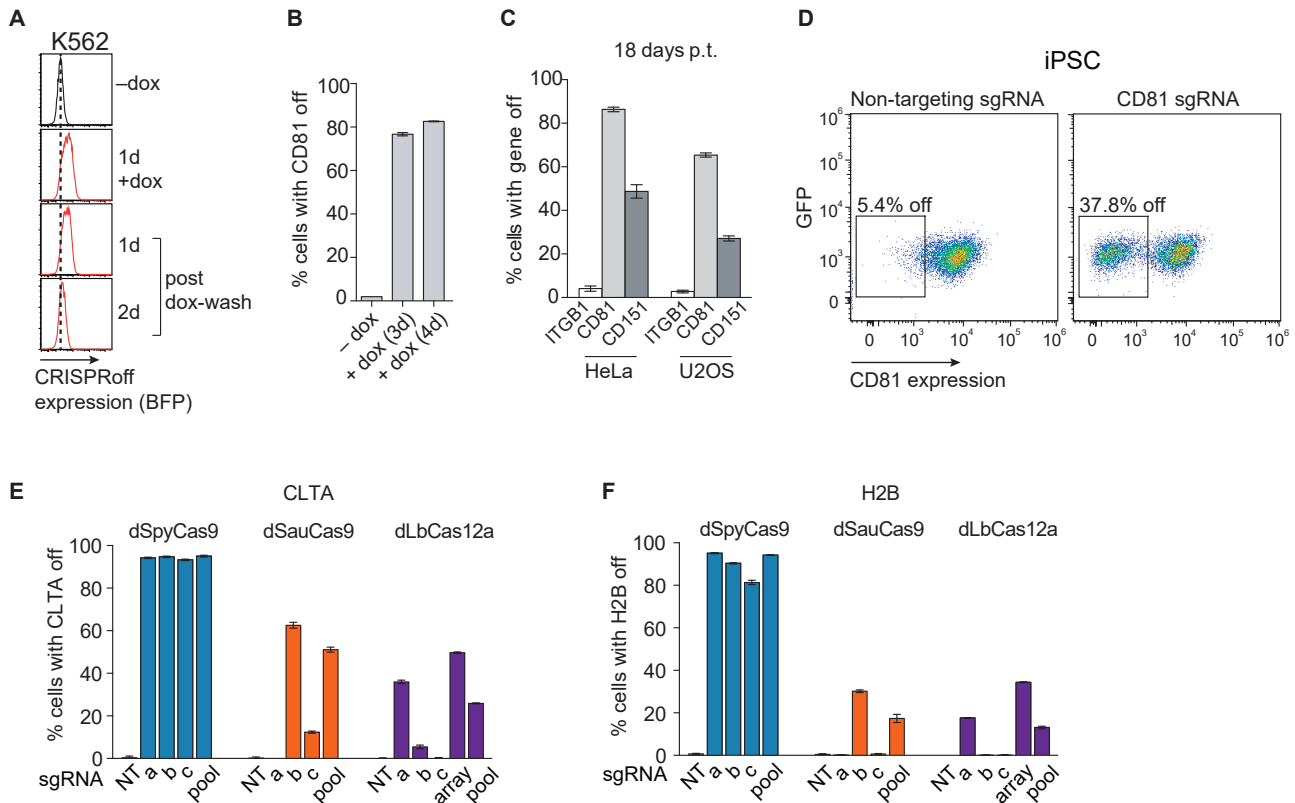 A
K562
–dox
1d
+dox
1d
post
dox-wash
2d
CRISPRoff
expression (BFP)
B
% cells with CD81 off
100
80
60
40
20
0
– dox
+ dox (3d)
+ dox (4d)
C
18 days p.t.
% cells with gene off
100
80
60
40
20
0
ITGB1
CD81
CD151
ITGB1
CD81
CD151
HeLa
U2OS
D
iPSC
Non-targeting sgRNA
CD81 sgRNA
GFP
10^6
10^5
10^4
10^3
0
5.4% off
37.8% off
0 10^3 10^4 10^5 10^6
0 10^3 10^4 10^5 10^6
CD81 expression
E
CLTA
dSpyCas9 dSauCas9 dLbCas12a
% cells with CLTA off
100
80
60
40
20
0
sgRNA NT a b c pool NT a b c pool NT a b c array pool
F
H2B
dSpyCas9 dSauCas9 dLbCas12a
% cells with H2B off
100
80
60
40
20
0
sgRNA NT a b c pool NT a b c pool NT a b c array pool